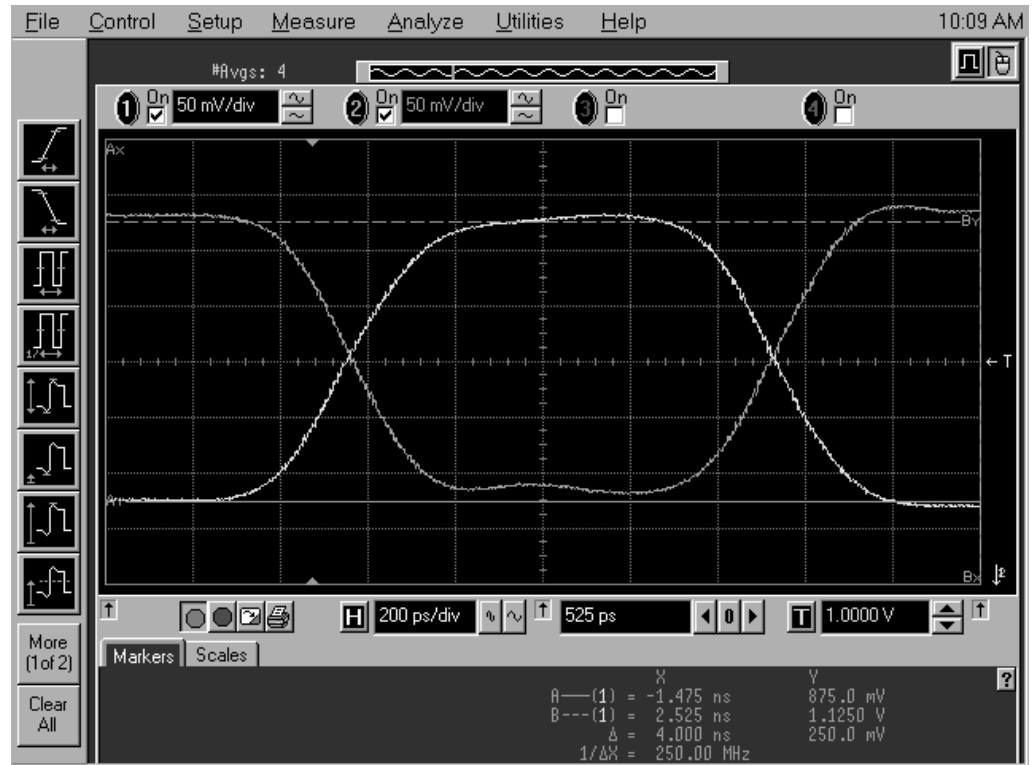 File Control Setup Measure Analyze Utilities Help 10:09 AM
#Avgs: 4
1 On 50 mV/div 2 On 50 mV/div 3 On 4 On
Ax
By
T
Bx
H 200 ps/div 525 ps 0 T 1.0000 V
More
(1of 2)
Clear
All
Markers Scales
X Y
?
A——(1) = -1.475 ns 875.0 mV
B---(1) = 2.525 ns 1.1250 V
Δ = 4.000 ns 250.0 mV
1/ΔX = 250.00 MHz